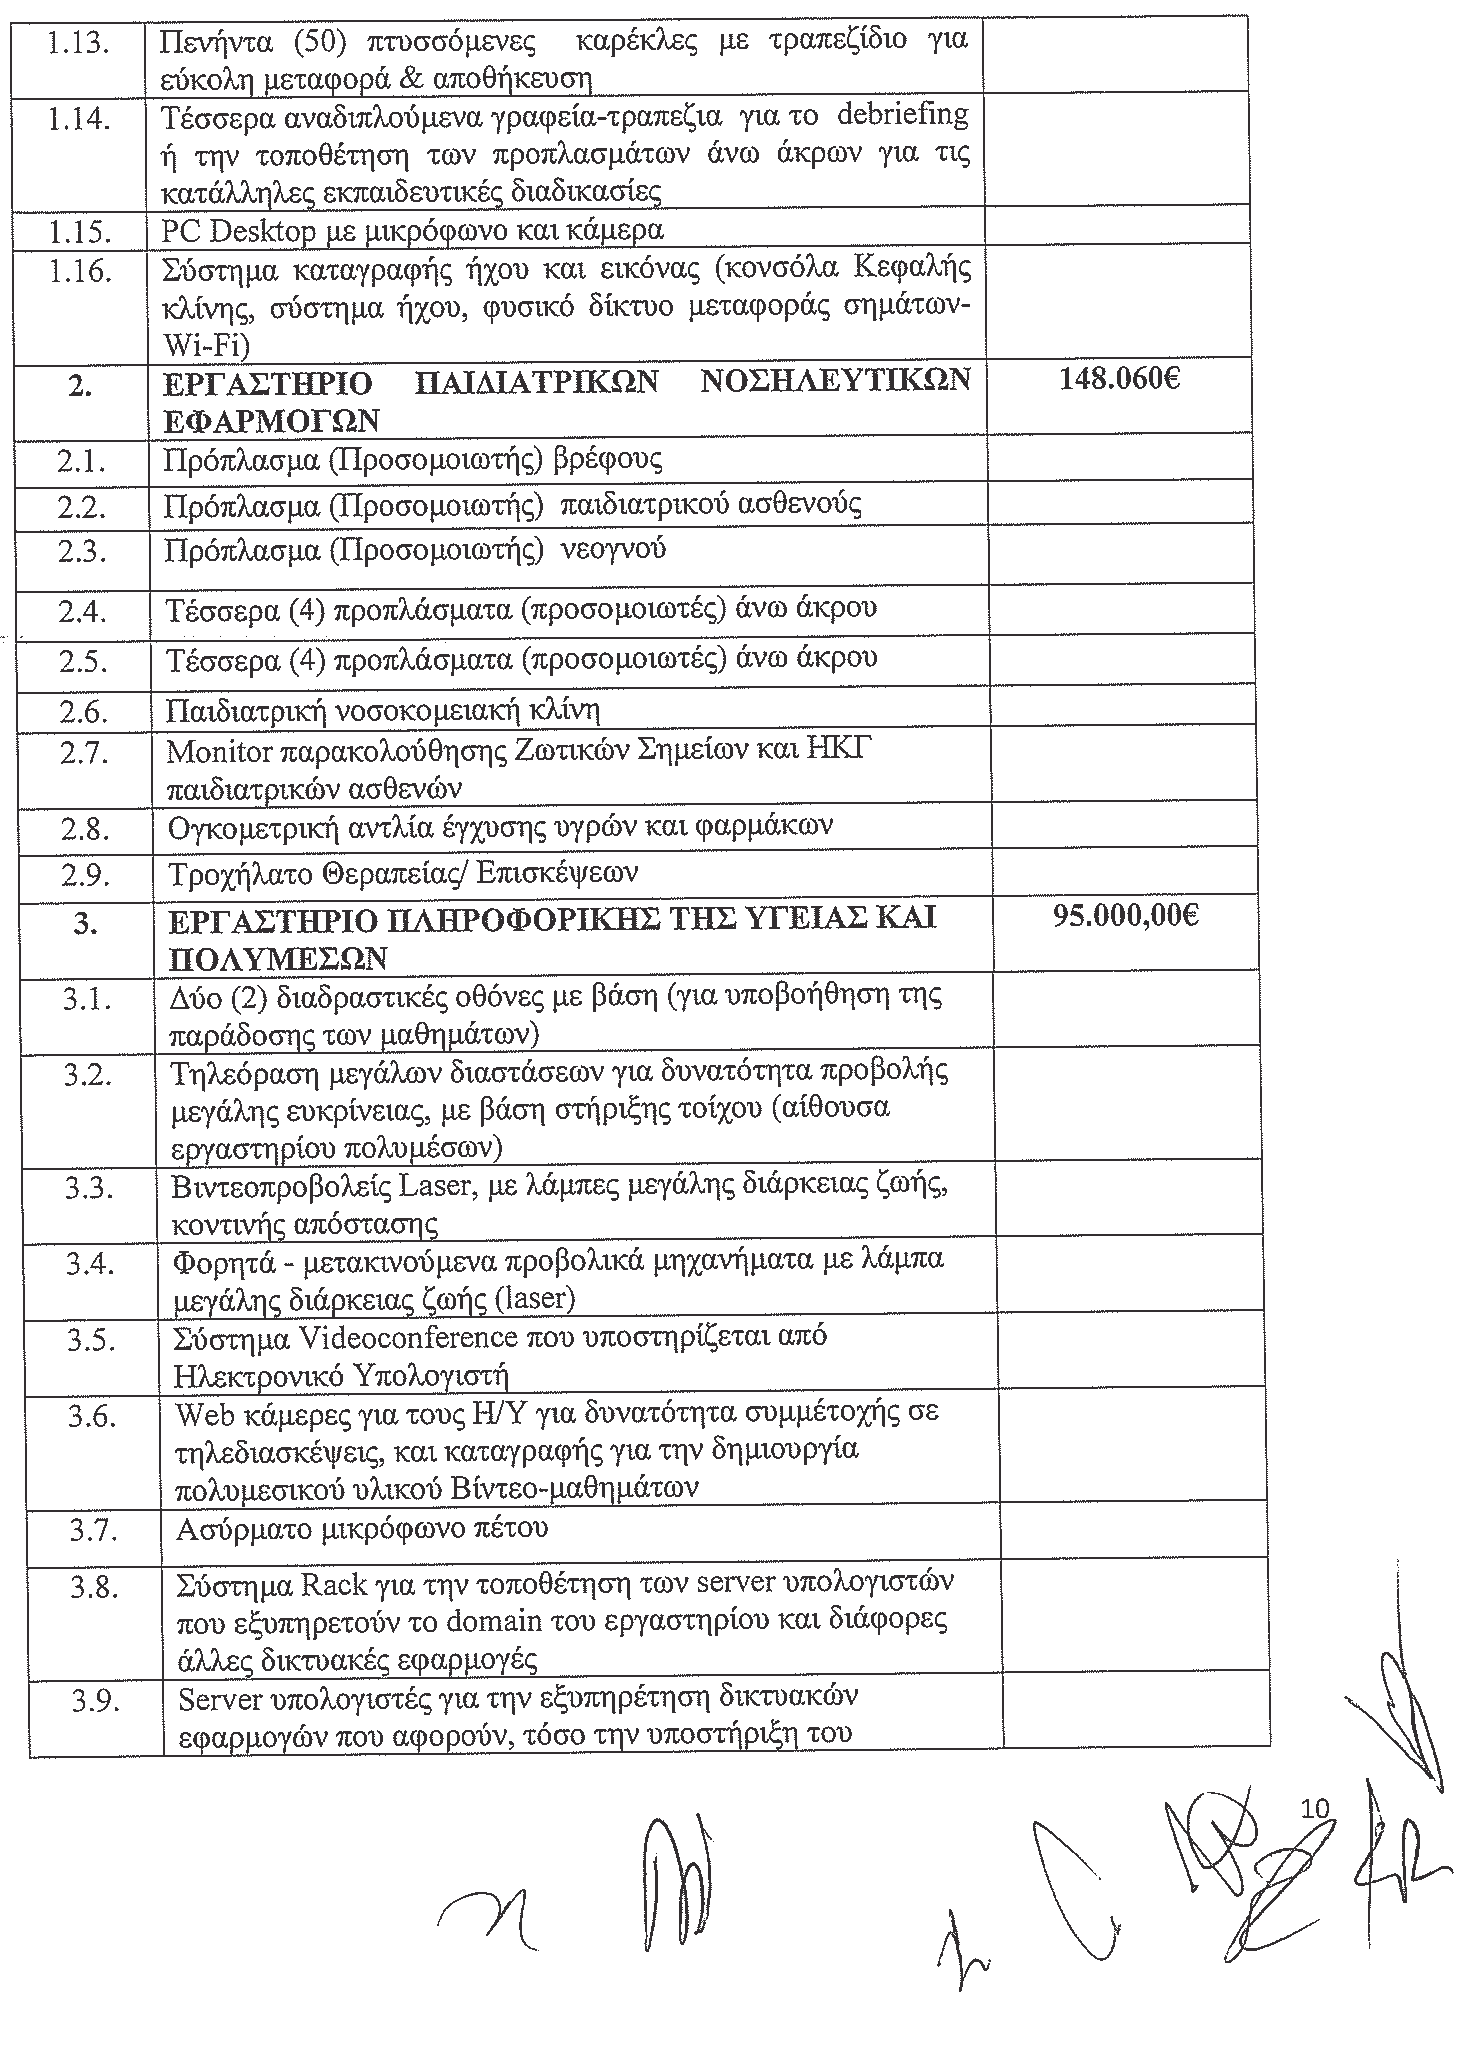 1.13. Πενήντα (50) πτυσσόμενες καρέκλες με τραπεζίδιο για
εύκολη μεταφορά & αποθήκευση
1.14. Τέσσερα αναδιπλούμενα γραφεία-τραπεζια για το debriefing
ή την τοποθέτηση των προπλασμάτων άνω άκρων για τις
κατάλληλες εκπαιδευτικές διαδικασίες
1.15. PC Desktop με μικρόφωνο και κάμερα
1.16. Σύστημα καταγραφής ήχου και εικόνας (κονσόλα Κεφαλής
κλίνης, σύστημα ήχου, φυσικό δίκτυο μεταφοράς σημάτων-
Wi-Fi)
2. ΕΡΓΑΣΤΗΡΙΟ ΠΑΙΔΙΑΤΡΙΚΩΝ ΝΟΣΗΛΕΥΤΙΚΩΝ 148.060€
ΕΦΑΡΜΟΓΩΝ
2.1. Πρόπλασμα (Προσομοιωτής) βρέφους
2.2. Πρόπλασμα (Προσομοιωτής) παιδιατρικού ασθενούς
2.3. Πρόπλασμα (Προσομοιωτής) νεογνού
2.4. Τέσσερα (4) προπλάσματα (προσομοιωτές) άνω άκρου
2.5. Τέσσερα (4) προπλάσματα (προσομοιωτές) άνω άκρου
2.6. Παιδιατρική νοσοκομειακή κλίνη
2.7. Monitor παρακολούθησης Ζωτικών Σημείων και ΗΚΓ
παιδιατρικών ασθενών
2.8. Ογκομετρική αντλία έγχυσης υγρών και φαρμάκων
2.9. Τροχήλατο Θεραπείας/ Επισκέψεων
3. ΕΡΓΑΣΤΗΡΙΟ ΠΛΗΡΟΦΟΡΙΚΗΣ ΤΗΣ ΥΓΕΙΑΣ ΚΑΙ 95.000,00€
ΠΟΛΥΜΕΣΩΝ
3.1. Δύο (2) διαδραστικές οθόνες με βάση (για υποβοήθηση της
παράδοσης των μαθημάτων)
3.2. Τηλεόραση μεγάλων διαστάσεων για δυνατότητα προβολής
μεγάλης ευκρίνειας, με βάση στήριξης τοίχου (αίθουσα
εργαστηρίου πολυμέσων)
3.3. Βιντεοπροβολείς Laser, με λάμπες μεγάλης διάρκειας ζωής,
κοντινής απόστασης
3.4. Φορητά - μετακινούμενα προβολικά μηχανήματα με λάμπα
μεγάλης διάρκειας ζωής (laser)
3.5. Σύστημα Videoconference που υποστηρίζεται από
Ηλεκτρονικό Υπολογιστή
3.6. Web κάμερες για τους Η/Υ για δυνατότητα συμμέτοχής σε
τηλεδιασκέψεις, και καταγραφής για την δημιουργία
πολυμεσικού υλικού Βίντεο-μαθημάτων
3.7. Ασύρματο μικρόφωνο πέτου
3.8. Σύστημα Rack για την τοποθέτηση των server υπολογιστών
που εξυπηρετούν το domain του εργαστηρίου και διάφορες
άλλες δικτυακές εφαρμογές
3.9. Server υπολογιστές για την εξυπηρέτηση δικτυακών
εφαρμογών που αφορούν, τόσο την υποστήριξη του
10